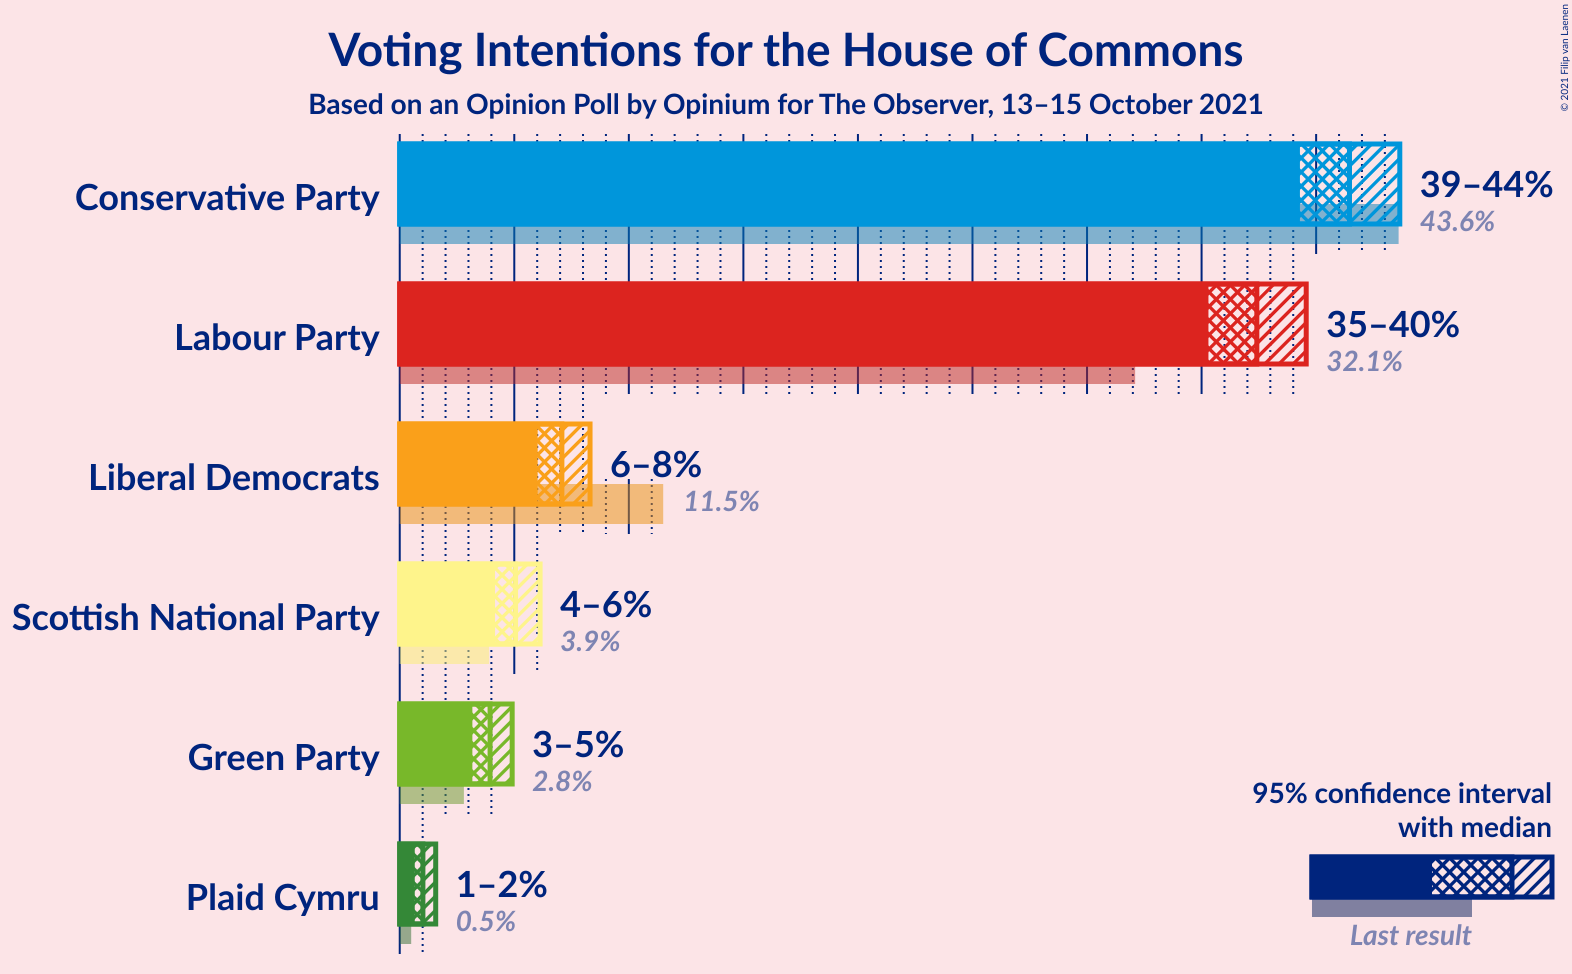 Voting Intentions for the House of Commons
Based on an Opinion Poll by Opinium for The Observer, 13–15 October 2021
© 2021 Filip van Laenen
Conservative Party
39–44%
43.6%
Labour Party
35–40%
32.1%
Liberal Democrats
6–8%
11.5%
Scottish National Party
4–6%
3.9%
Green Party
3–5%
2.8%
Plaid Cymru
1–2%
0.5%
95% confidence interval
with median
Last result